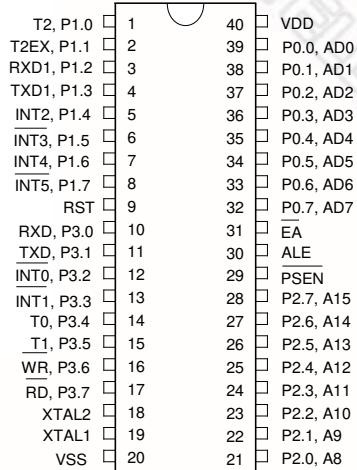 T2, P1.0 1 40 VDD
T2EX, P1.1 2 39 P0.0, AD0
RXD1, P1.2 3 38 P0.1, AD1
TXD1, P1.3 4 37 P0.2, AD2
INT2, P1.4 5 36 P0.3, AD3
INT3, P1.5 6 35 P0.4, AD4
INT4, P1.6 7 34 P0.5, AD5
INT5, P1.7 8 33 P0.6, AD6
RST 9 32 P0.7, AD7
RXD, P3.0 10 31 EA
TXD, P3.1 11 30 ALE
INT0, P3.2 12 29 PSEN
INT1, P3.3 13 28 P2.7, A15
T0, P3.4 14 27 P2.6, A14
T1, P3.5 15 26 P2.5, A13
WR, P3.6 16 25 P2.4, A12
RD, P3.7 17 24 P2.3, A11
XTAL2 18 23 P2.2, A10
XTAL1 19 22 P2.1, A9
VSS 20 21 P2.0, A8